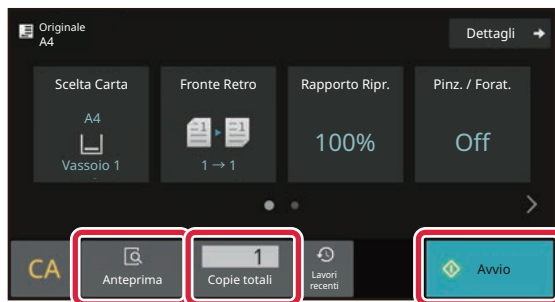 Originale
A4
Dettagli
Scelta Carta
A4
Vassoio 1
Fronte Retro
1 → 1
Rapporto Ripr.
100%
Pinz. / Forat.
Off
CA
Anteprima
1
Copie totali
Lavori
recenti
Avvio